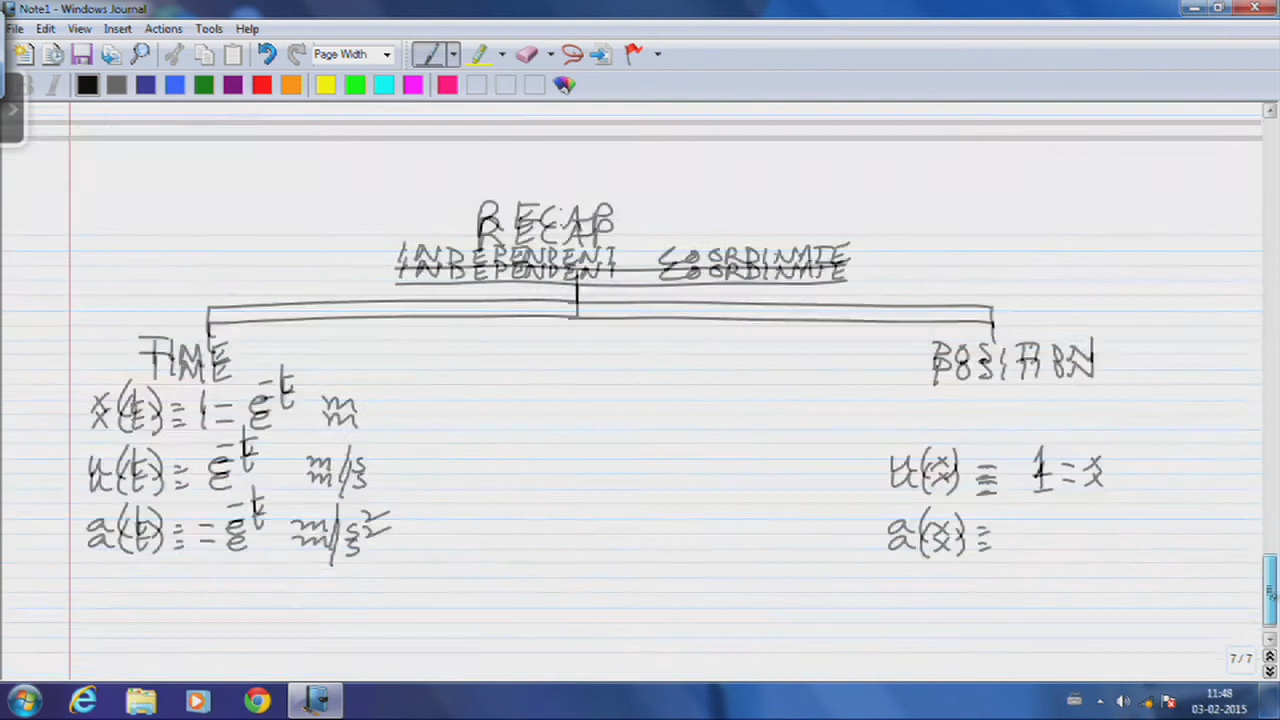 Note1 - Windows Journal
File Edit View Insert Actions Tools Help
Page Width
RECAP
INDEPENDENT COORDINATE
TIME
POSITION
x(t) = 1 - e^-t m
u(t) = e^-t m/s
u(x) = 1 - x
a(t) = - e^-t m/s²
a(x) =
7 / 7
11:48
03-02-2015